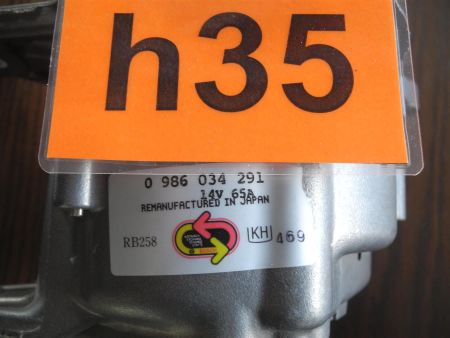 h35
0 986 034 291
14V 65A
REMANUFACTURED IN JAPAN
RB258
KH 469